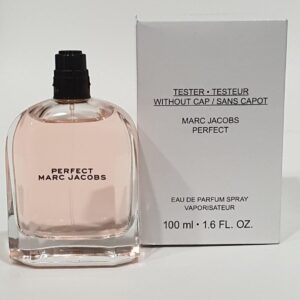 PERFECT
MARC JACOBS
TESTER • TESTEUR
WITHOUT CAP / SANS CAPOT
MARC JACOBS
PERFECT
EAU DE PARFUM SPRAY
VAPORISATEUR
100 ml • 1.6 FL. OZ.